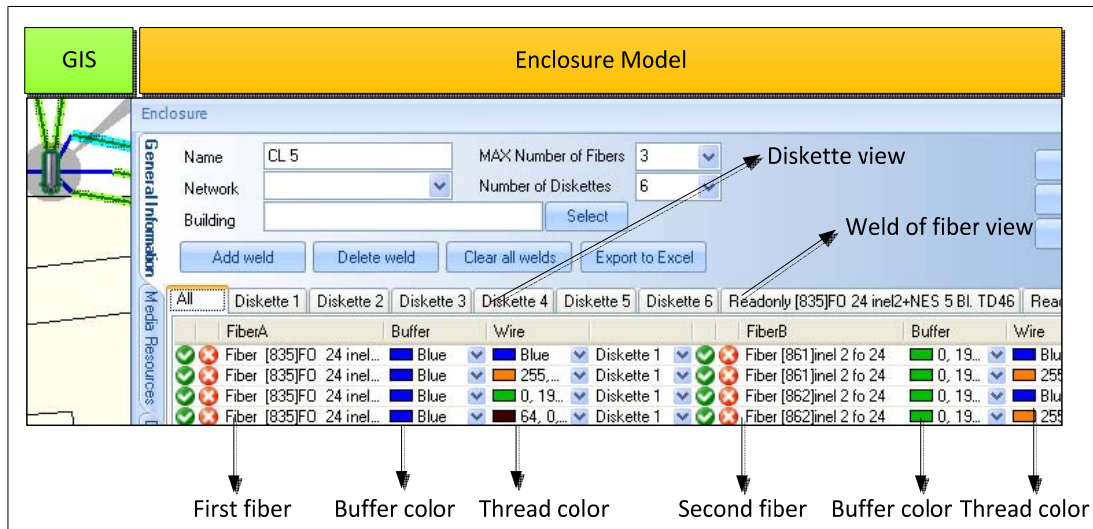 GIS
Enclosure Model
Enclosure
General Information
Media Resources
Name CL 5 MAX Number of Fibers 3
Network Number of Diskettes 6
Building Select
Add weld Delete weld Clear all welds Export to Excel
Diskette view
Weld of fiber view
All Diskette 1 Diskette 2 Diskette 3 Diskette 4 Diskette 5 Diskette 6 Readonly [835]FO 24 inel2+NES 5 Bl. TD46 Rea
FiberA Buffer Wire FiberB Buffer Wire
Fiber [835]FO 24 inel... Blue Blue Diskette 1 Fiber [861]inel 2 fo 24 0, 19... Blu
Fiber [835]FO 24 inel... Blue 255,... Diskette 1 Fiber [861]inel 2 fo 24 0, 19... 255
Fiber [835]FO 24 inel... Blue 0, 19... Diskette 1 Fiber [862]inel 2 fo 24 0, 19... Blu
Fiber [835]FO 24 inel... Blue 64, 0,... Diskette 1 Fiber [862]inel 2 fo 24 0, 19... 255
First fiber Buffer color Thread color Second fiber Buffer color Thread color